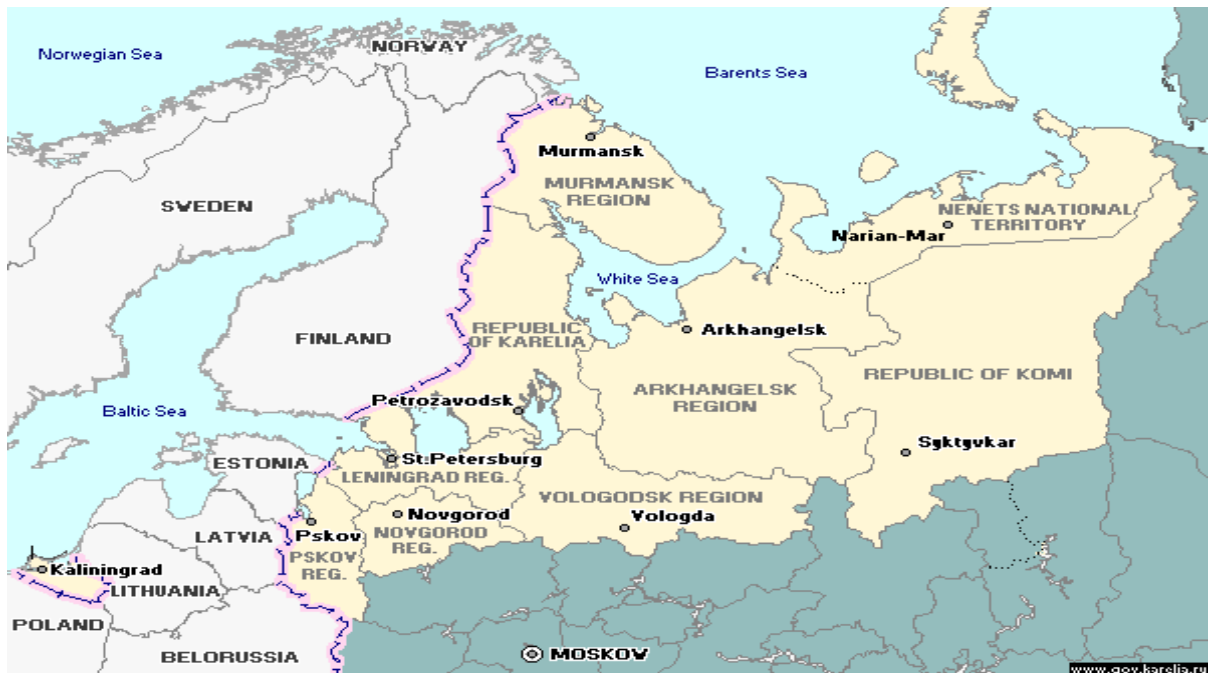 NORWAY
Norwegian Sea
Barents Sea
Murmansk
MURMANSK
REGION
SWEDEN
NENETS NATIONAL
TERRITORY
Narian-Mar
White Sea
REPUBLIC
OF KARELIA
Arkhangelsk
FINLAND
REPUBLIC OF KOMI
ARKHANGELSK
REGION
Petrozavodsk
Baltic Sea
Syktyvkar
St.Petersburg
ESTONIA
LENINGRAD REG.
VOLOGODSK REGION
Novgorod
Vologda
Pskov
NOVGOROD
REG.
LATVIA
PSKOV
REG.
Kaliningrad
LITHUANIA
POLAND
BELORUSSIA
MOSKOW
www.gov.karelia.ru